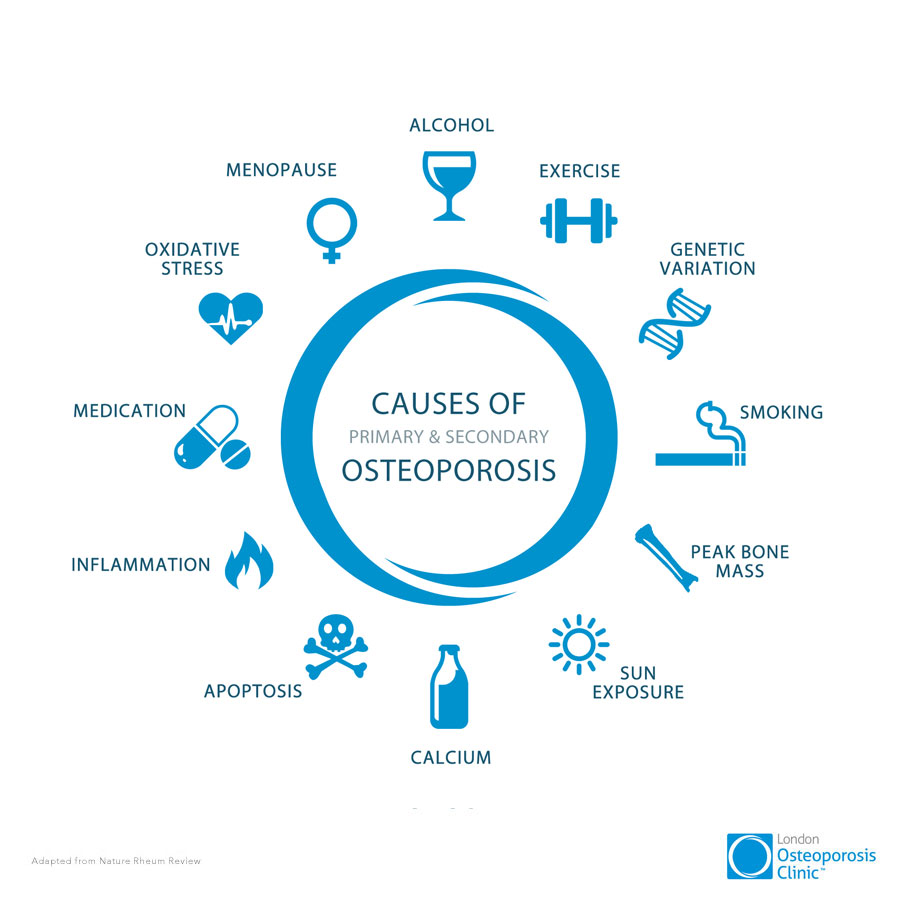 ALCOHOL
MENOPAUSE
EXERCISE
OXIDATIVE
STRESS
GENETIC
VARIATION
MEDICATION
SMOKING
CAUSES OF
PRIMARY & SECONDARY
OSTEOPOROSIS
INFLAMMATION
PEAK BONE
MASS
APOPTOSIS
SUN
EXPOSURE
CALCIUM
Adapted from Nature Rheum Review
London
Osteoporosis
Clinic™